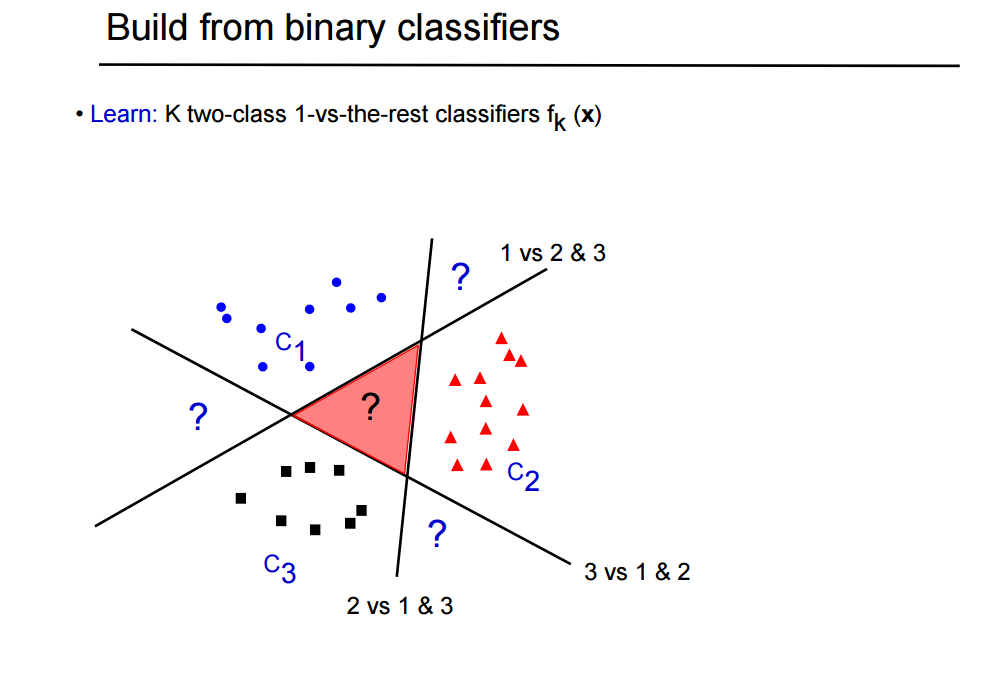 Build from binary classifiers
• Learn: K two-class 1-vs-the-rest classifiers fk (x)
1 vs 2 & 3
?
C1
?
?
C2
?
C3
3 vs 1 & 2
2 vs 1 & 3